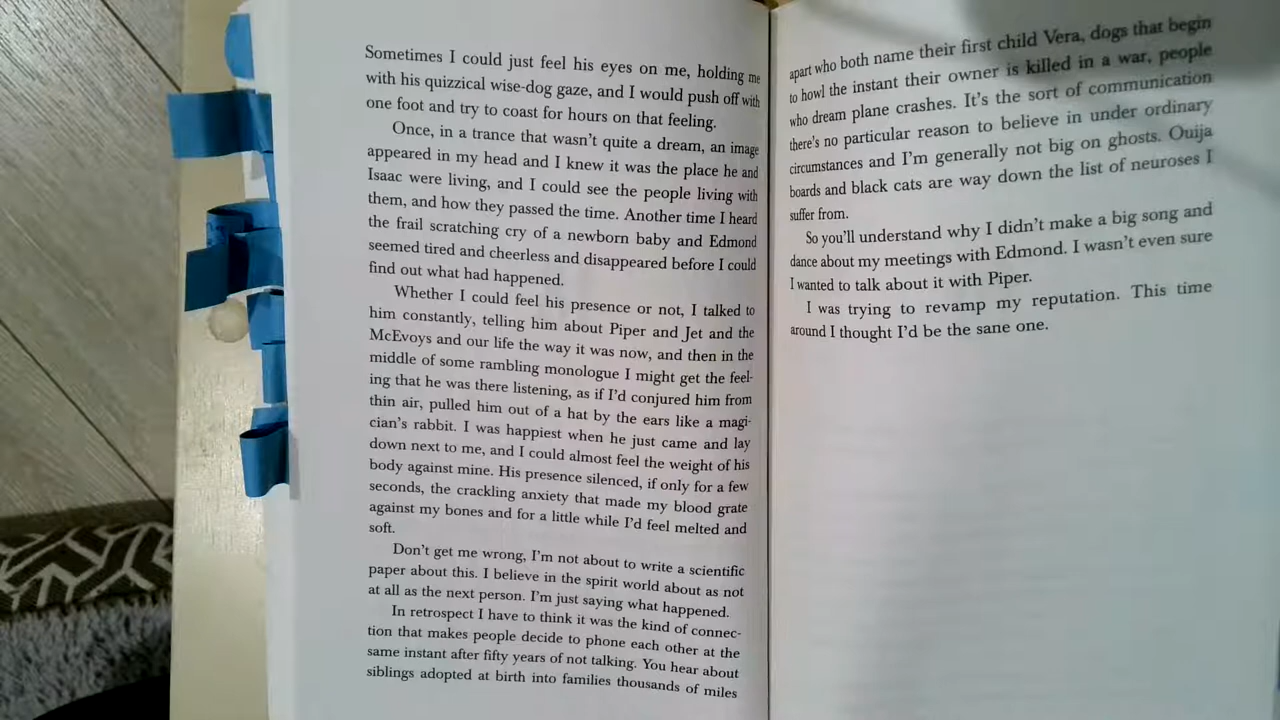 Sometimes I could just feel his eyes on me, holding me
with his quizzical wise-dog gaze, and I would push off with
one foot and try to coast for hours on that feeling.
Once, in a trance that wasn't quite a dream, an image
appeared in my head and I knew it was the place he and
Isaac were living, and I could see the people living with
them, and how they passed the time. Another time I heard
the frail scratching cry of a newborn baby and Edmond
seemed tired and cheerless and disappeared before I could
find out what had happened.
Whether I could feel his presence or not, I talked to
him constantly, telling him about Piper and Jet and the
McEvoys and our life the way it was now, and then in the
middle of some rambling monologue I might get the feel-
ing that he was there listening, as if I'd conjured him from
thin air, pulled him out of a hat by the ears like a magi-
cian's rabbit. I was happiest when he just came and lay
down next to me, and I could almost feel the weight of his
body against mine. His presence silenced, if only for a few
seconds, the crackling anxiety that made my blood grate
against my bones and for a little while I'd feel melted and
soft.
Don't get me wrong, I'm not about to write a scientific
paper about this. I believe in the spirit world about as not
at all as the next person. I'm just saying what happened.
In retrospect I have to think it was the kind of connec-
tion that makes people decide to phone each other at the
same instant after fifty years of not talking. You hear about
siblings adopted at birth into families thousands of miles
apart who both name their first child Vera, dogs that begin
to howl the instant their owner is killed in a war, people
who dream plane crashes. It's the sort of communication
there's no particular reason to believe in under ordinary
circumstances and I'm generally not big on ghosts. Ouija
boards and black cats are way down the list of neuroses I
suffer from.
So you'll understand why I didn't make a big song and
dance about my meetings with Edmond. I wasn't even sure
I wanted to talk about it with Piper.
I was trying to revamp my reputation. This time
around I thought I'd be the sane one.